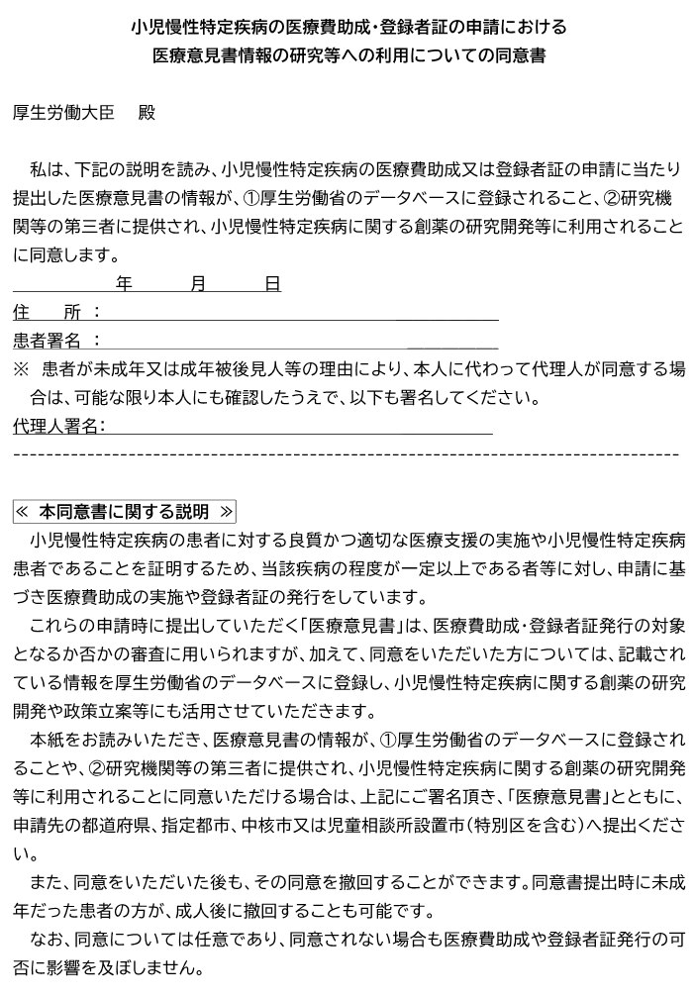 小児慢性特定疾病の医療費助成・登録者証の申請における
医療意見書情報の研究等への利用についての同意書
厚生労働大臣　殿
私は、下記の説明を読み、小児慢性特定疾病の医療費助成又は登録者証の申請に当たり
提出した医療意見書の情報が、①厚生労働省のデータベースに登録されること、②研究機
関等の第三者に提供され、小児慢性特定疾病に関する創薬の研究開発等に利用されること
に同意します。
年　　月　　日
住　所：
患者署名：
※ 患者が未成年又は成年被後見人等の理由により、本人に代わって代理人が同意する場
合は、可能な限り本人にも確認したうえで、以下も署名してください。
代理人署名：
--------------------------------------------------------------------------------
≪ 本同意書に関する説明 ≫
小児慢性特定疾病の患者に対する良質かつ適切な医療支援の実施や小児慢性特定疾病
患者であることを証明するため、当該疾病の程度が一定以上である者等に対し、申請に基
づき医療費助成の実施や登録者証の発行をしています。
これらの申請時に提出していただく「医療意見書」は、医療費助成・登録者証発行の対象
となるか否かの審査に用いられますが、加えて、同意をいただいた方については、記載され
ている情報を厚生労働省のデータベースに登録し、小児慢性特定疾病に関する創薬の研究
開発や政策立案等にも活用させていただきます。
本紙をお読みいただき、医療意見書の情報が、①厚生労働省のデータベースに登録され
ることや、②研究機関等の第三者に提供され、小児慢性特定疾病に関する創薬の研究開発
等に利用されることに同意いただける場合は、上記にご署名頂き、「医療意見書」とともに、
申請先の都道府県、指定都市、中核市又は児童相談所設置市（特別区を含む）へ提出くださ
い。
また、同意をいただいた後も、その同意を撤回することができます。同意書提出時に未成
年だった患者の方が、成人後に撤回することも可能です。
なお、同意については任意であり、同意されない場合も医療費助成や登録者証発行の可
否に影響を及ぼしません。